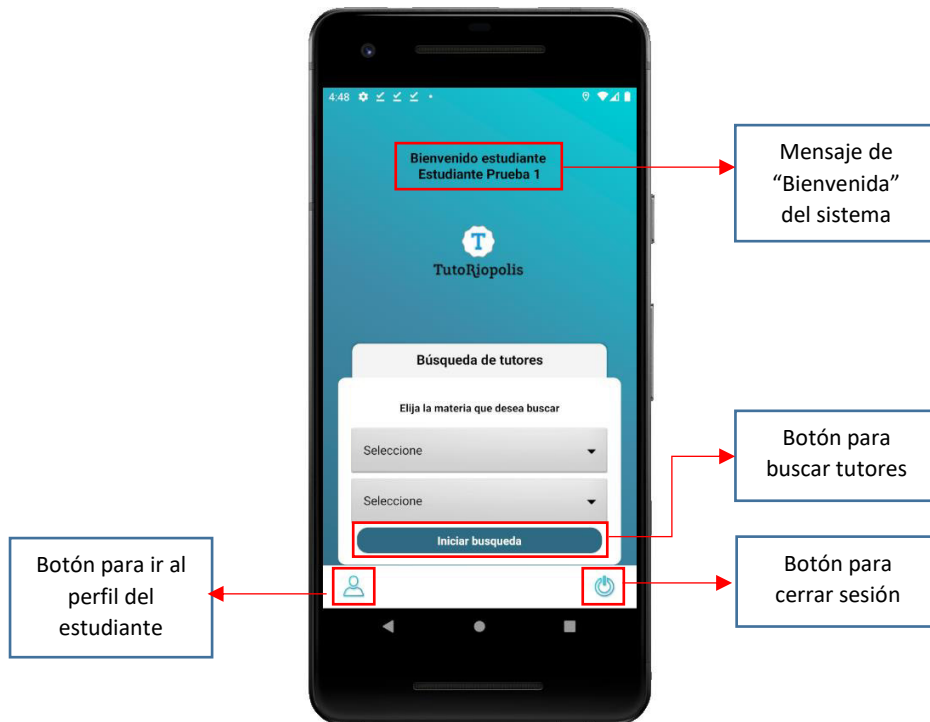 4:48
Bienvenido estudiante
Estudiante Prueba 1
T
TutoRiopolis
Búsqueda de tutores
Elija la materia que desea buscar
Seleccione
Seleccione
Iniciar busqueda
Mensaje de
“Bienvenida”
del sistema
Botón para
buscar tutores
Botón para
cerrar sesión
Botón para ir al
perfil del
estudiante